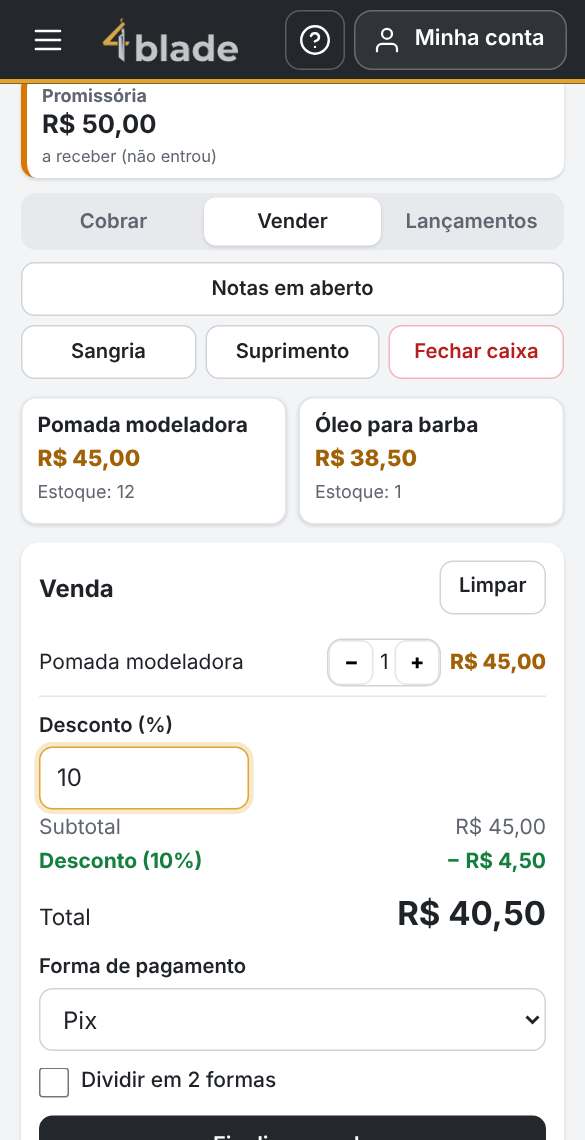 4blade
Minha conta
Promissória
R$ 50,00
a receber (não entrou)
Cobrar
Vender
Lançamentos
Notas em aberto
Sangria
Suprimento
Fechar caixa
Pomada modeladora
R$ 45,00
Estoque: 12
Óleo para barba
R$ 38,50
Estoque: 1
Venda
Limpar
Pomada modeladora
− 1 + R$ 45,00
Desconto (%)
10
Subtotal R$ 45,00
Desconto (10%) − R$ 4,50
Total R$ 40,50
Forma de pagamento
Pix
Dividir em 2 formas